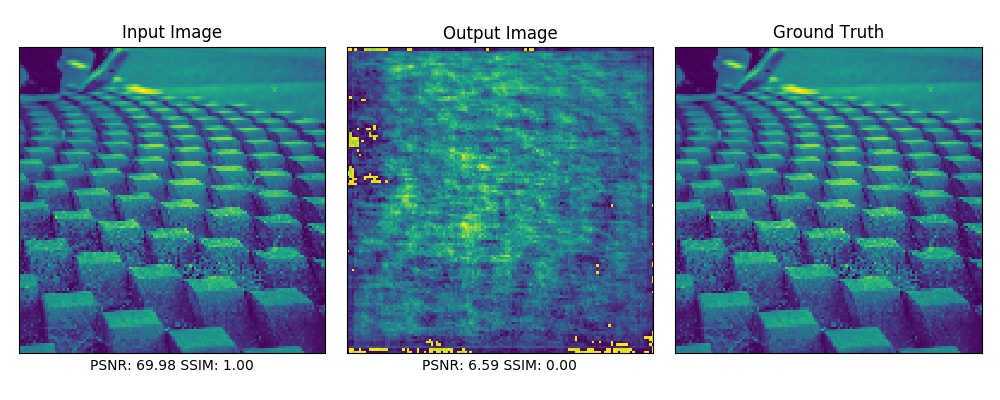 Input Image
Output Image
Ground Truth
PSNR: 69.98 SSIM: 1.00
PSNR: 6.59 SSIM: 0.00